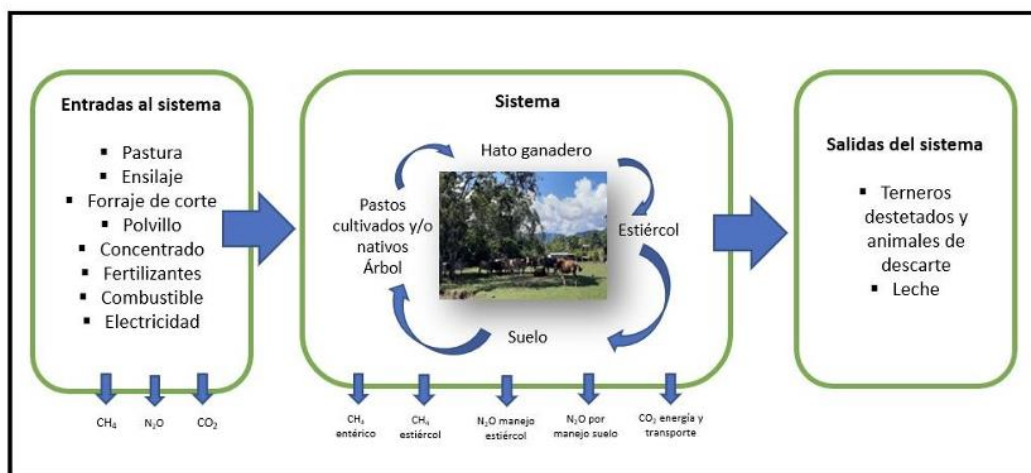 Entradas al sistema
▪ Pastura
▪ Ensilaje
▪ Forraje de corte
▪ Polvillo
▪ Concentrado
▪ Fertilizantes
▪ Combustible
▪ Electricidad
CH₄
N₂O
CO₂
Sistema
Hato ganadero
Estiércol
Suelo
Pastos
cultivados y/o
nativos
Árbol
CH₄
entérico
CH₄
estiércol
N₂O manejo
estiércol
N₂O por
manejo suelo
CO₂ energía y
transporte
Salidas del sistema
▪ Terneros
destetados y
animales de
descarte
▪ Leche